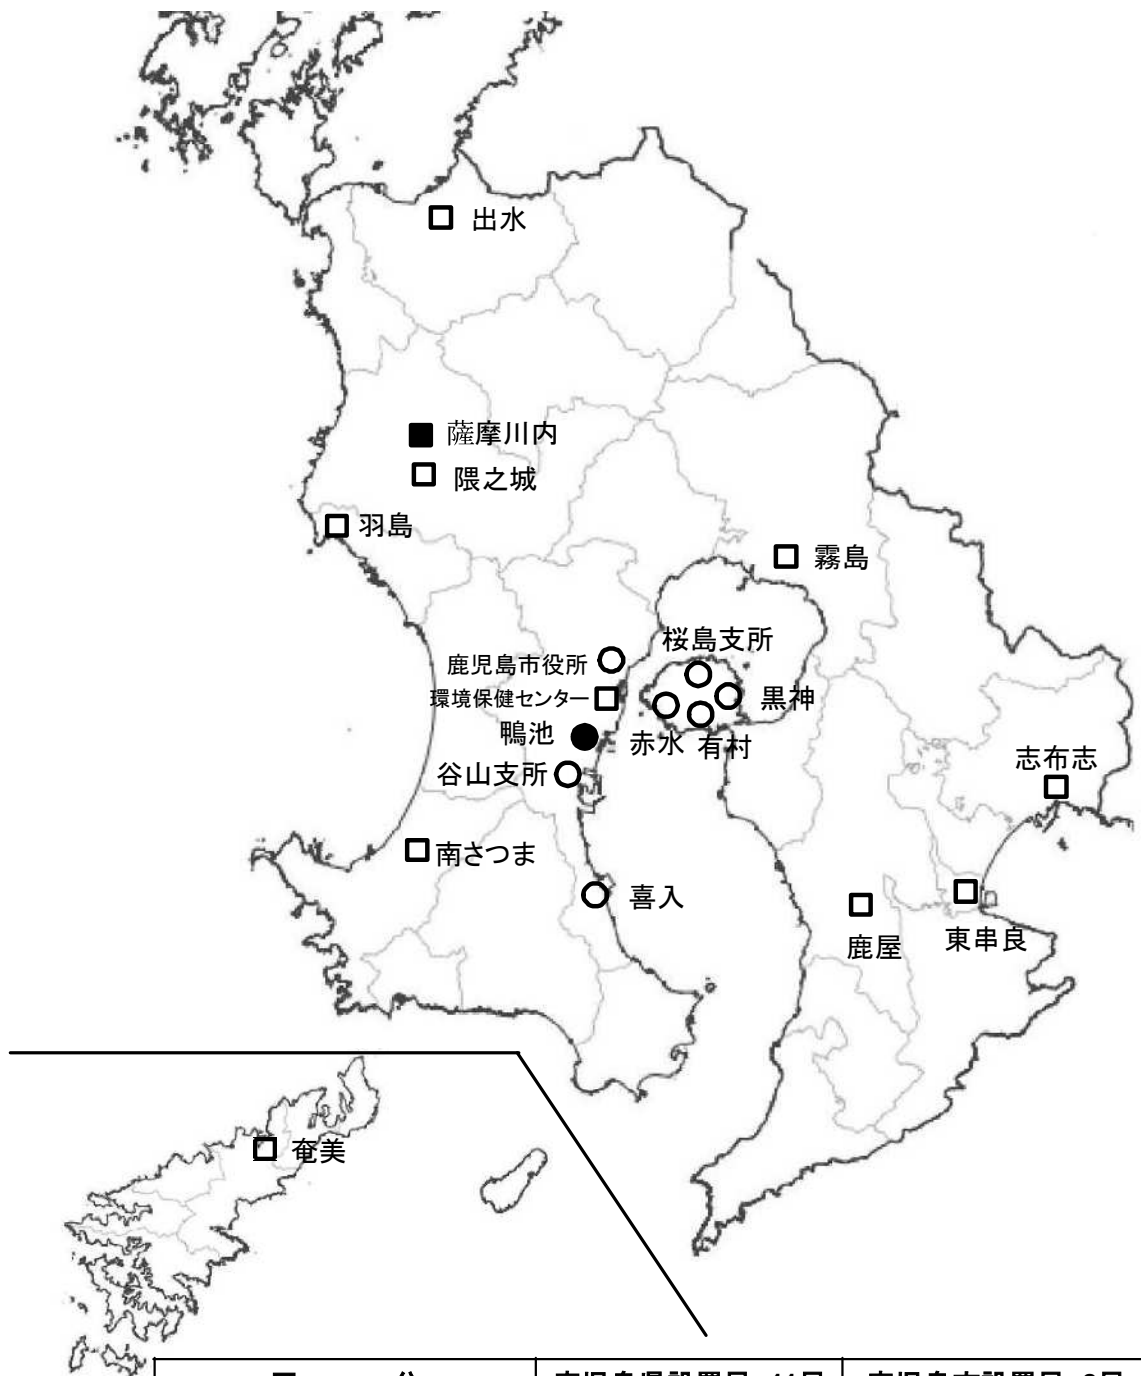 出水
薩摩川内
隈之城
羽島
霧島
桜島支所
鹿児島市役所
環境保健センター
黒神
鴨池
赤水
有村
谷山支所
志布志
南さつま
喜入
鹿屋
東串良
奄美